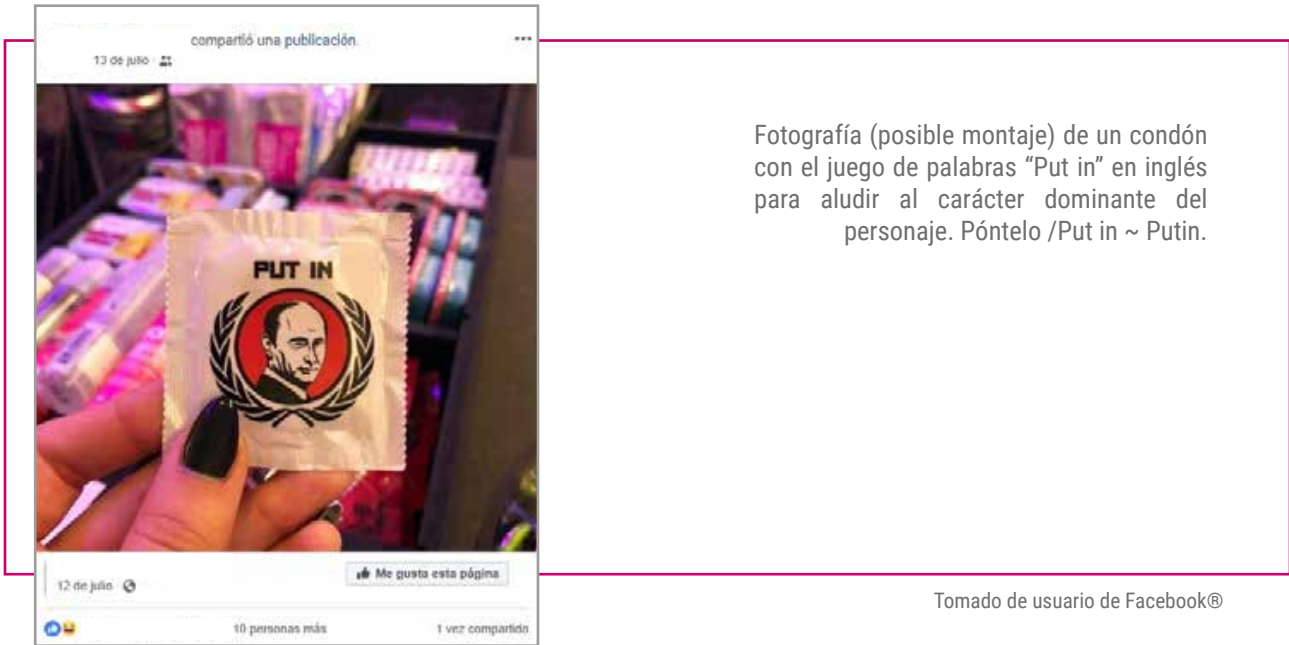 compartió una publicación.
13 de julio
PUT IN
12 de julio
Me gusta esta página
10 personas más
1 vez compartido
Fotografía (posible montaje) de un condón
con el juego de palabras “Put in” en inglés
para aludir al carácter dominante del
personaje. Póntelo /Put in ~ Putin.
Tomado de usuario de Facebook®